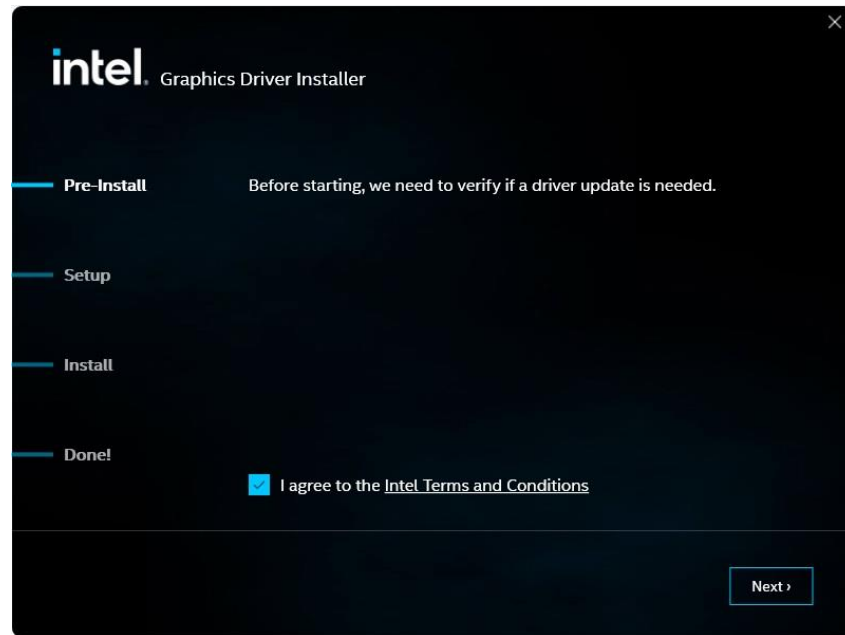 intel. Graphics Driver Installer
Pre-Install
Before starting, we need to verify if a driver update is needed.
Setup
Install
Done!
I agree to the Intel Terms and Conditions
Next ›